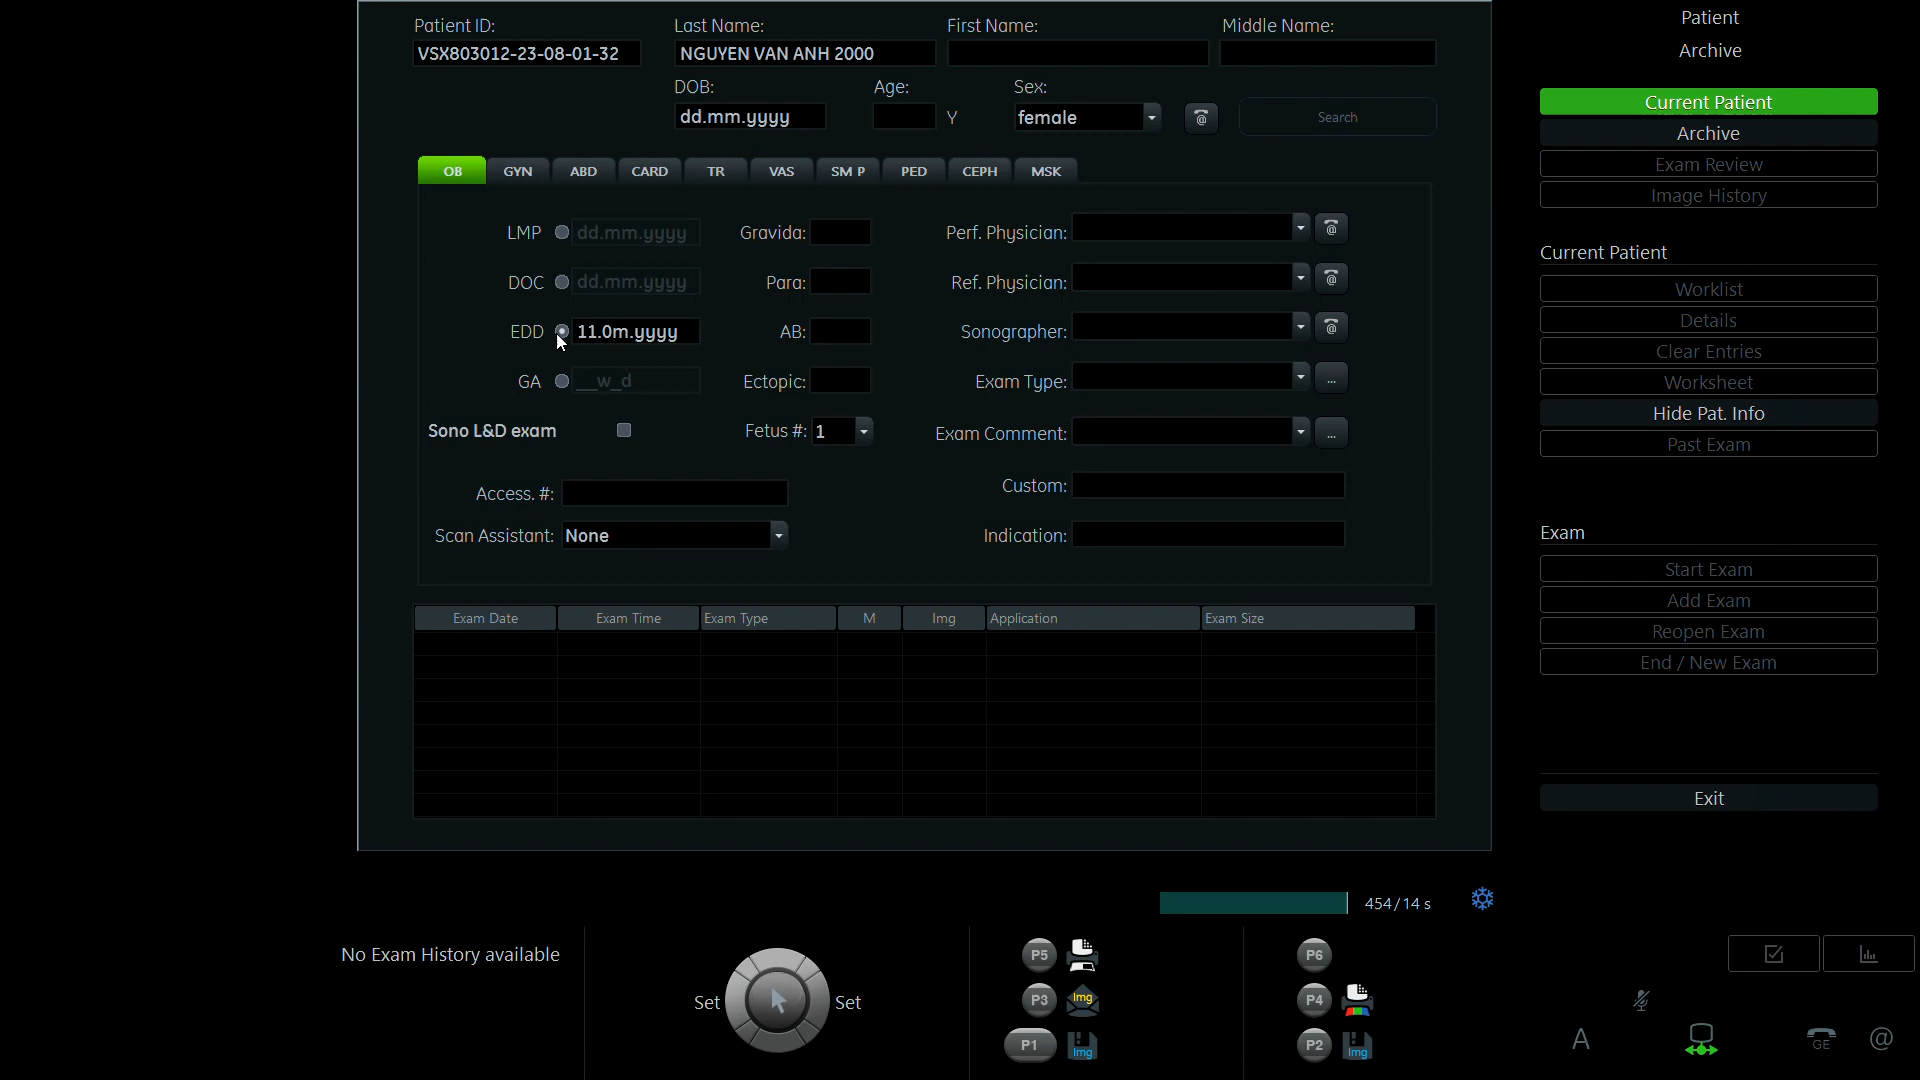 Patient ID: Last Name: First Name: Middle Name:
VSX803012-23-08-01-32 NGUYEN VAN ANH 2000
DOB: Age: Sex:
dd.mm.yyyy Y female @ Search
OB GYN ABD CARD TR VAS SM P PED CEPH MSK
LMP dd.mm.yyyy Gravida: Perf. Physician: @
DOC dd.mm.yyyy Para: Ref. Physician: @
EDD 11.0m.yyyy AB: Sonographer: @
GA __w_d Ectopic: Exam Type: ...
Sono L&D exam Fetus #: 1 Exam Comment: ...
Access. #: Custom:
Scan Assistant: None Indication:
Exam Date Exam Time Exam Type M Img Application Exam Size
454/14 s
No Exam History available
Set Set
P5
P3 Img
P1 Img
P6
P4
P2 Img
Patient
Archive
Current Patient
Archive
Exam Review
Image History
Current Patient
Worklist
Details
Clear Entries
Worksheet
Hide Pat. Info
Past Exam
Exam
Start Exam
Add Exam
Reopen Exam
End / New Exam
Exit
A GE @